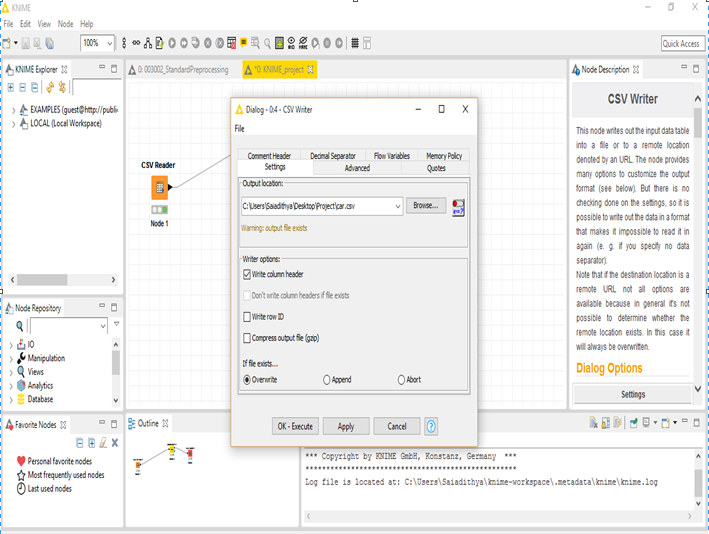 KNIME
File Edit View Node Help
100%
Quick Access
KNIME Explorer
EXAMPLES (guest@http://public
LOCAL (Local Workspace)
0: 003002_StandardPreprocessing
*0: KNIME_project
CSV Reader
Node 1
Dialog - 0:4 - CSV Writer
File
Comment Header Decimal Separator Flow Variables Memory Policy
Settings Advanced Quotes
Output location:
C:\Users\Saiadithya\Desktop\Project\car.csv
Browse...
Warning: output file exists
Writer options:
Write column header
Don't write column headers if file exists
Write row ID
Compress output file (gzip)
If file exists...
Overwrite Append Abort
OK - Execute Apply Cancel
Node Description
CSV Writer
This node writes out the input data table
into a file or to a remote location
denoted by an URL. The node provides
many options to customize the output
format (see below). But there is no
checking done on the settings, so it is
possible to write out the data in a format
that makes it impossible to read it in
again (e. g. if you specify no data
separator).
Note that if the destination location is a
remote URL not all options are
available because in general it's not
possible to determine whether the
remote location exists. In this case it
will always be overwritten.
Dialog Options
Settings
Node Repository
IO
Manipulation
Views
Analytics
Database
Favorite Nodes
Personal favorite nodes
Most frequently used nodes
Last used nodes
Outline
*** Copyright by KNIME GmbH, Konstanz, Germany ***
Log file is located at: C:\Users\Saiadithya\knime-workspace\.metadata\knime\knime.log